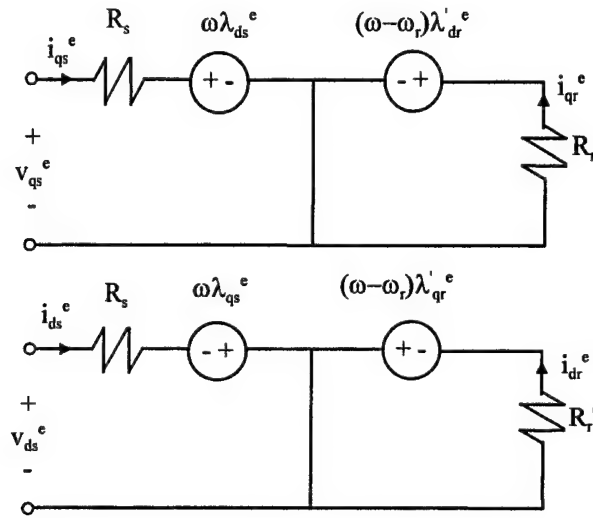 R_s ωλ_ds^e (ω−ω_r)λ'_dr^e
i_qs^e + - - + i_qr^e
+
v_qs^e R_r
-
R_s ωλ_qs^e (ω−ω_r)λ'_qr^e
i_ds^e - + + - i_dr^e
+
v_ds^e R_r'
-